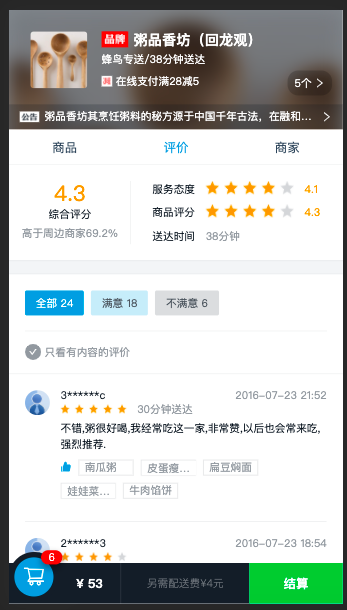 品牌 粥品香坊（回龙观）
蜂鸟专送/38分钟送达
减 在线支付满28减5
5个 >
公告 粥品香坊其烹饪粥料的秘方源于中国千年古法，在融和... >
商品 评价 商家
4.3
综合评分
高于周边商家69.2%
服务态度 4.1
商品评分 4.3
送达时间 38分钟
全部 24 满意 18 不满意 6
只看有内容的评价
3******c 2016-07-23 21:52
30分钟送达
不错,粥很好喝,我经常吃这一家,非常赞,以后也会常来吃,
强烈推荐.
南瓜粥 皮蛋瘦... 扁豆焖面
娃娃菜... 牛肉馅饼
2******3 2016-07-23 18:54
6
¥ 53 另需配送费¥4元 结算